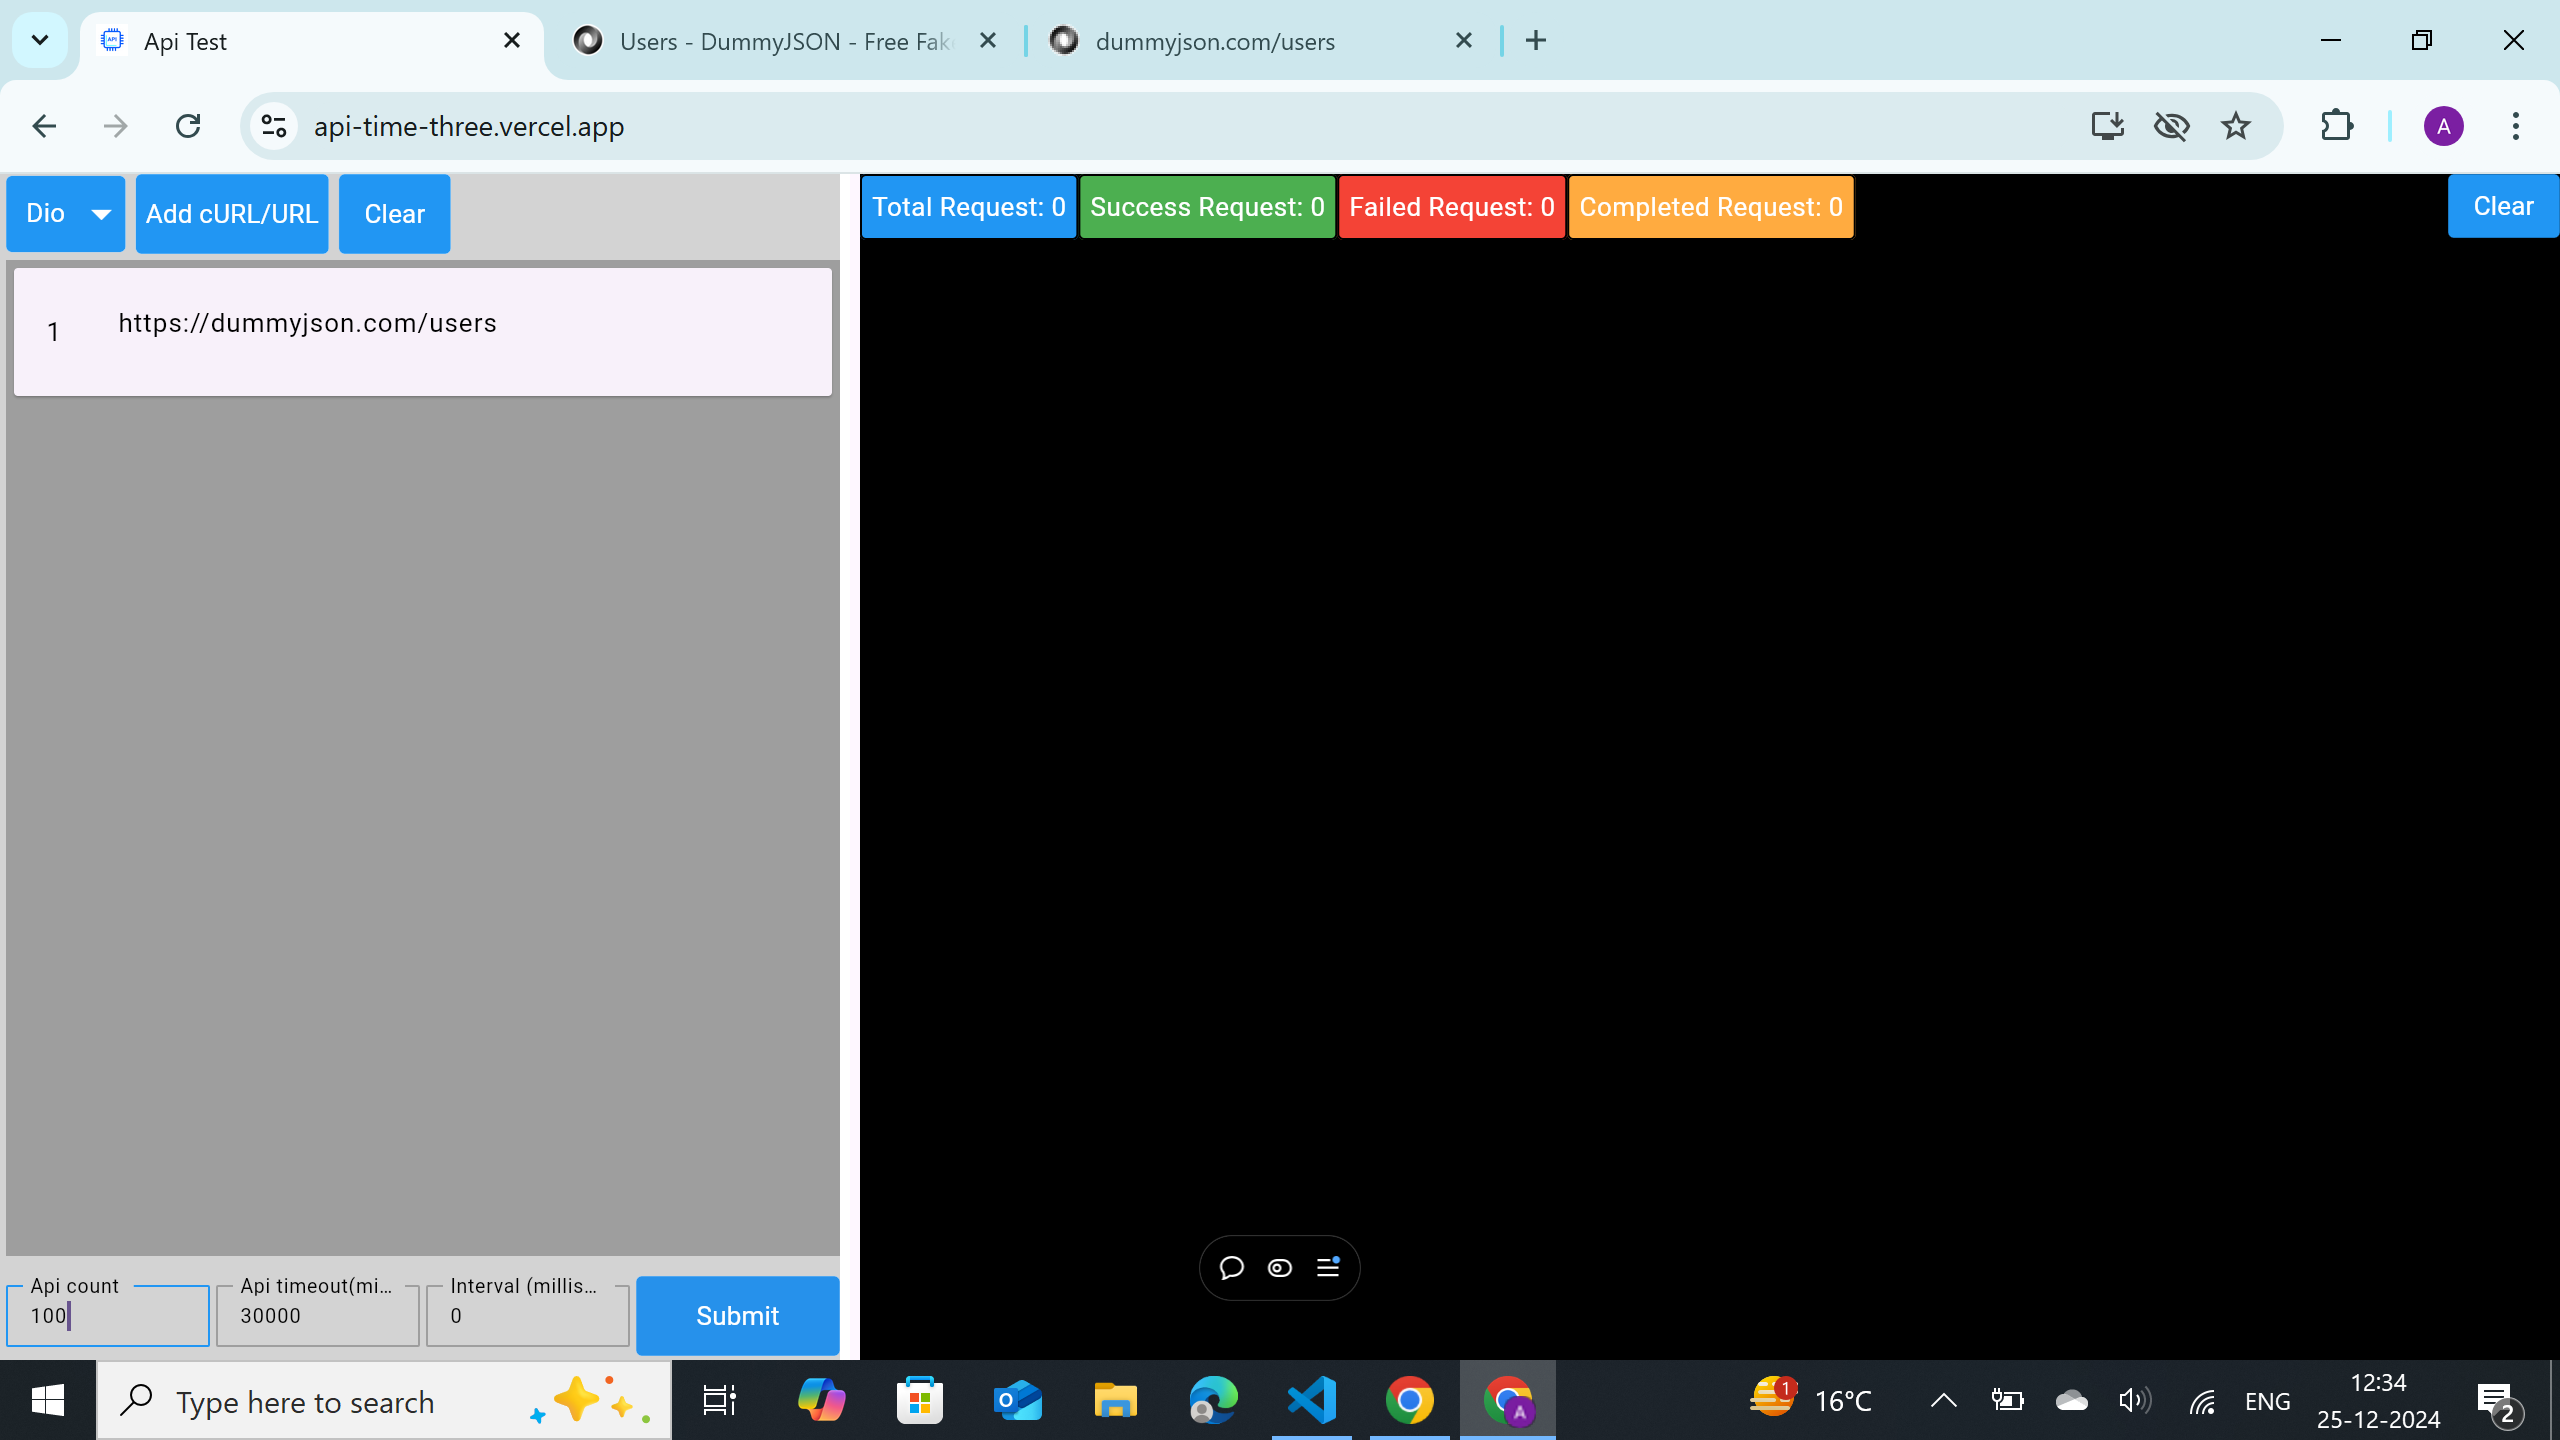 Api Test
Users - DummyJSON - Free Fak
dummyjson.com/users
api-time-three.vercel.app
A
Dio
Add cURL/URL
Clear
Total Request: 0
Success Request: 0
Failed Request: 0
Completed Request: 0
Clear
1
https://dummyjson.com/users
Api count
100
Api timeout(mi...
30000
Interval (millis...
0
Submit
Type here to search
1
16°C
ENG
12:34
25-12-2024
2